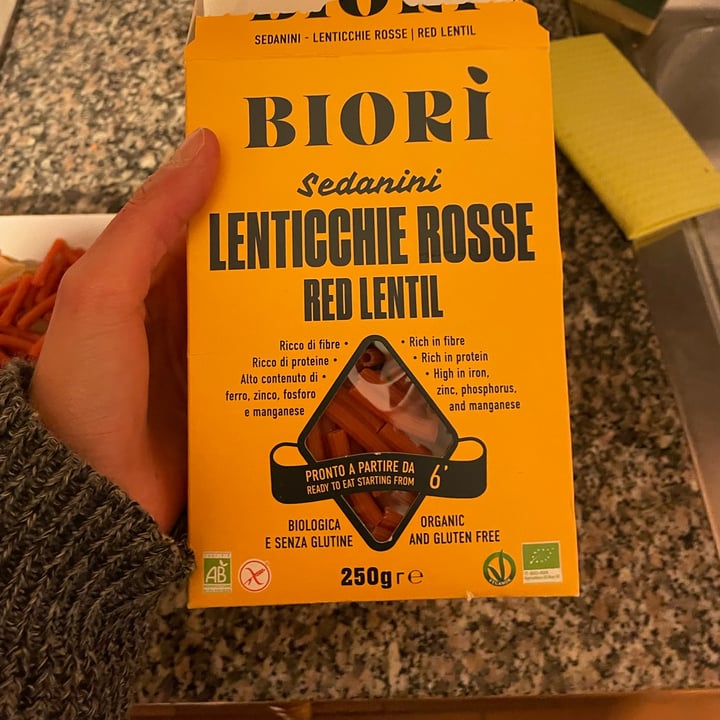 BIORÌ
SEDANINI - LENTICCHIE ROSSE | RED LENTIL
BIORÌ
Sedanini
LENTICCHIE ROSSE
RED LENTIL
Ricco di fibre •
Ricco di proteine •
Alto contenuto di •
ferro, zinco, fosforo
e manganese
• Rich in fibre
• Rich in protein
• High in iron,
zinc, phosphorus,
and manganese
PRONTO A PARTIRE DA
READY TO EAT STARTING FROM
6'
BIOLOGICA
E SENZA GLUTINE
ORGANIC
AND GLUTEN FREE
AB
250g r e
VEGANOK